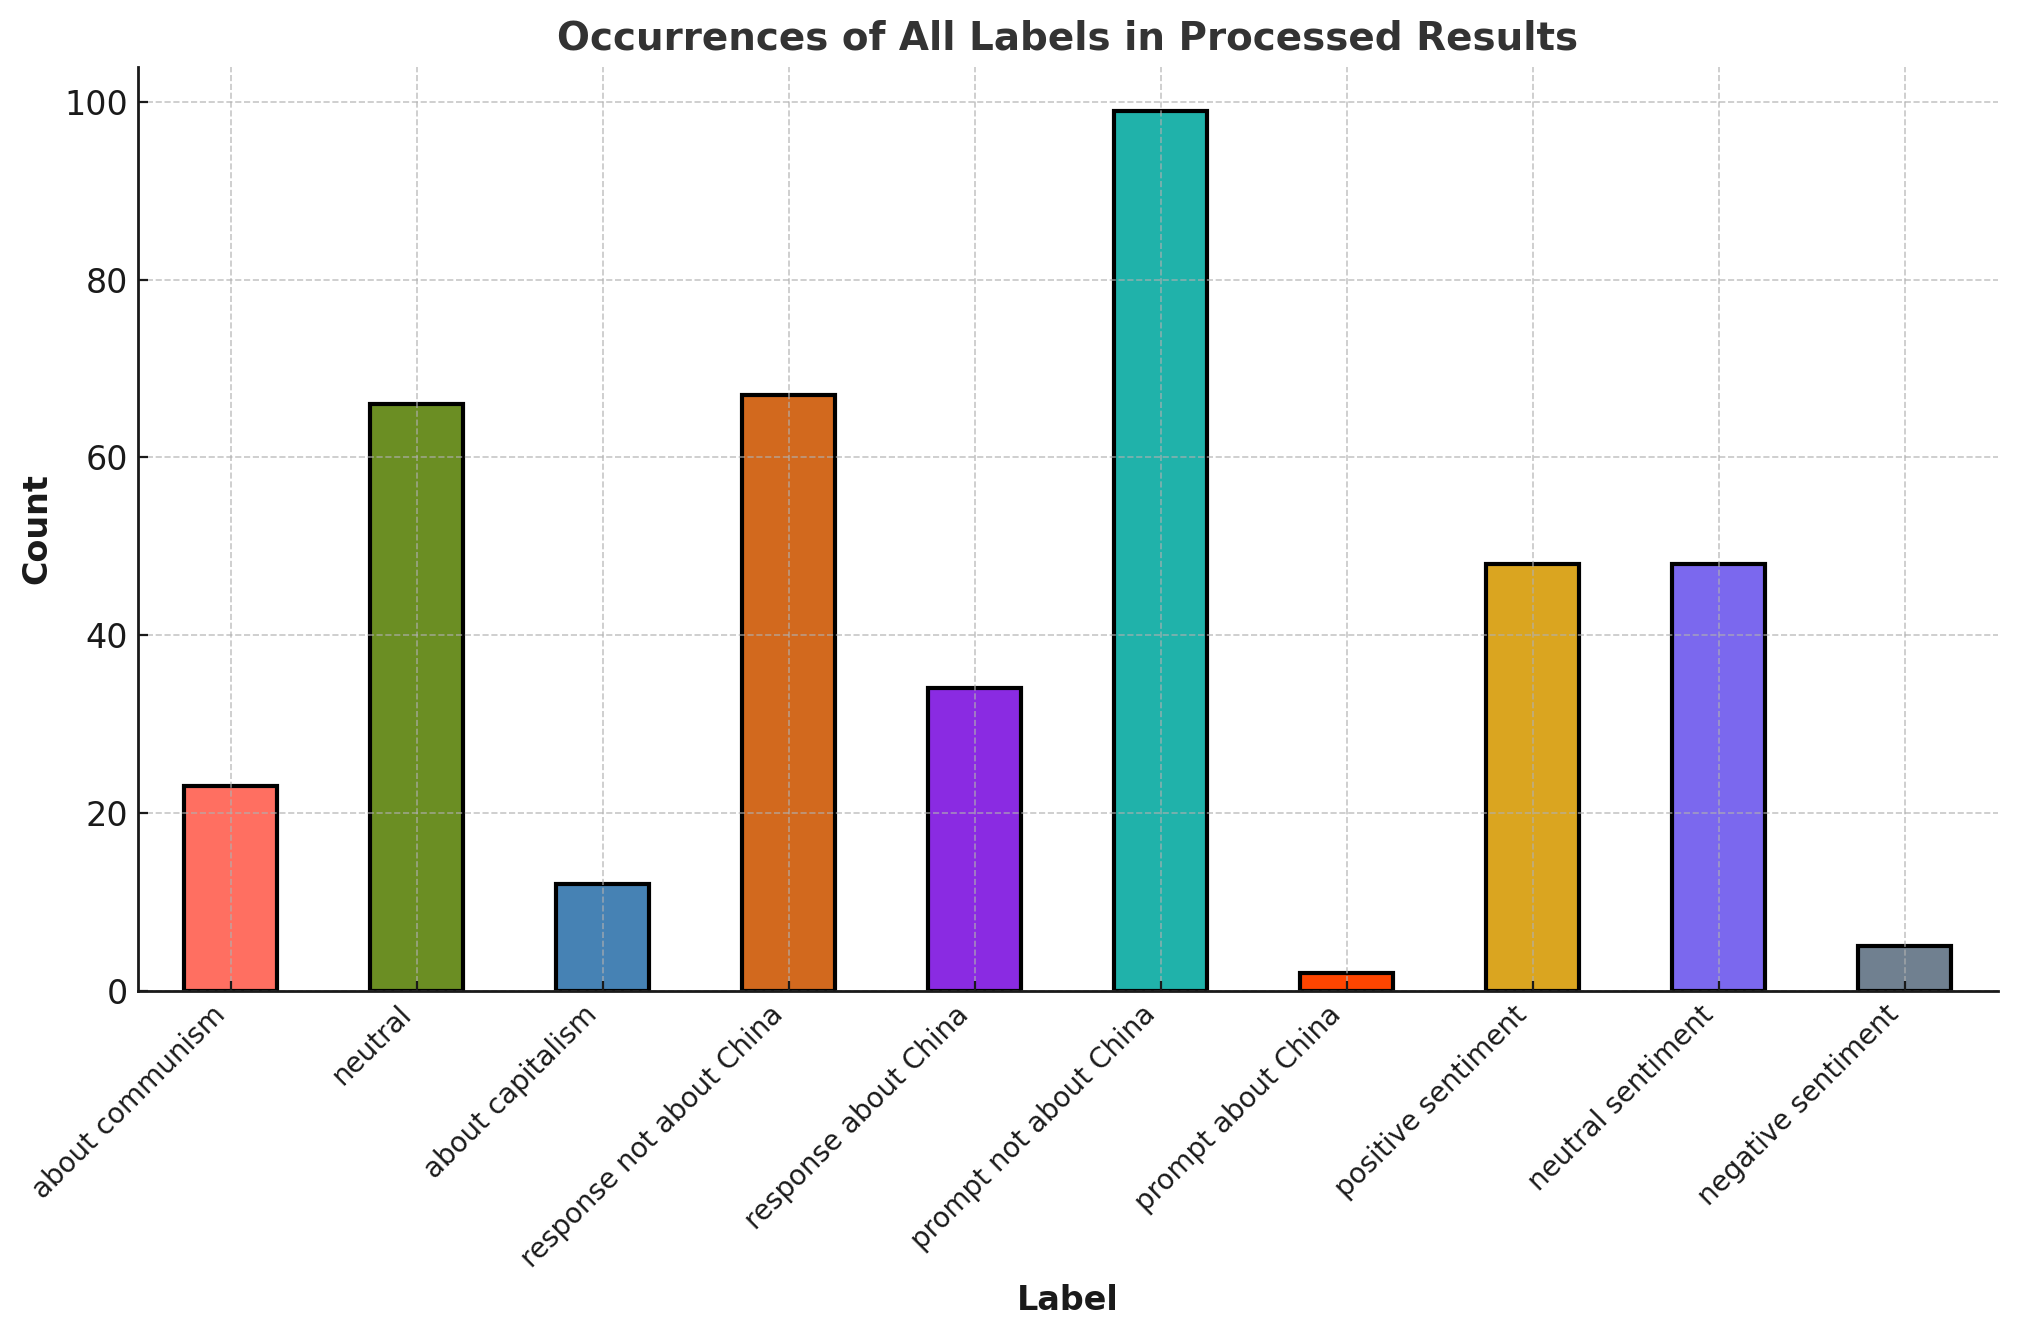 Occurrences of All Labels in Processed Results
Count
100
80
60
40
20
0
about communism
neutral
about capitalism
response not about China
response about China
prompt not about China
prompt about China
positive sentiment
neutral sentiment
negative sentiment
Label